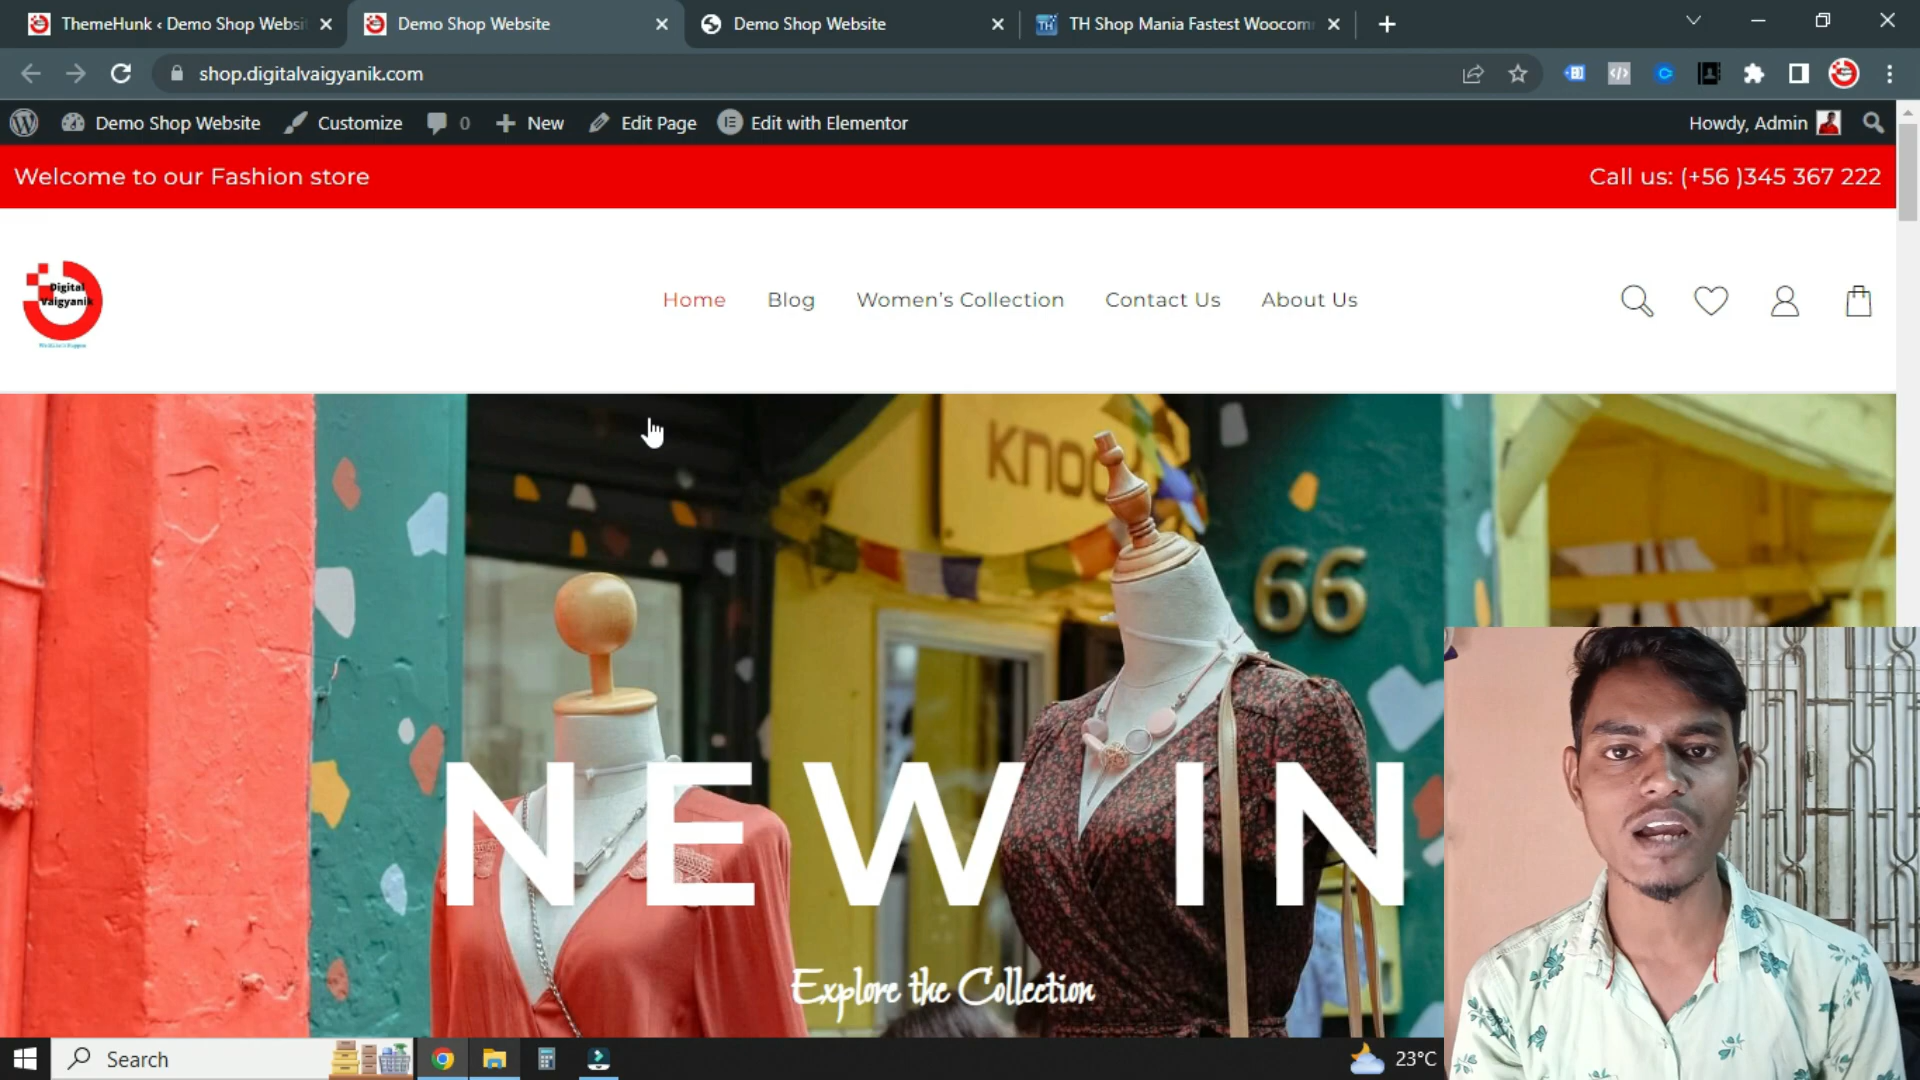 ThemeHunk ‹ Demo Shop Websi
Demo Shop Website
Demo Shop Website
TH Shop Mania Fastest Woocom
shop.digitalvaigyanik.com
Demo Shop Website
Customize
0
New
Edit Page
Edit with Elementor
Howdy, Admin
Welcome to our Fashion store
Call us: (+56 )345 367 222
Digital
Vaigyanik
Home
Blog
Women's Collection
Contact Us
About Us
66
NEW IN
Explore the Collection
Search
23°C